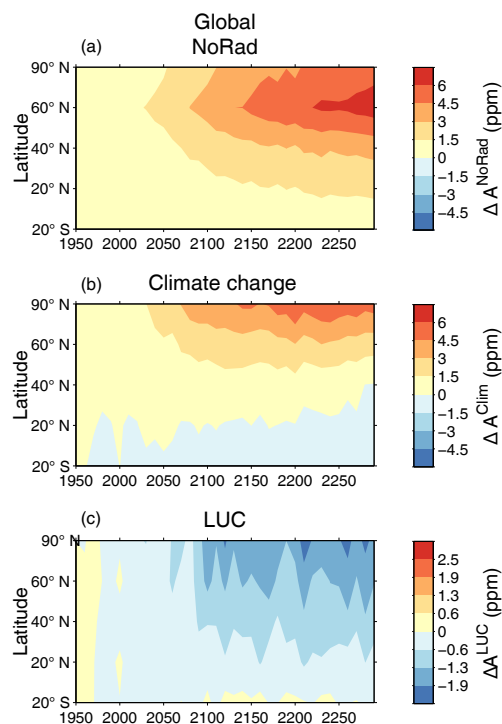 Global
NoRad
(a)
90° N
60° N
40° N
20° N
20° S
Latitude
1950 2000 2050 2100 2150 2200 2250
6
4.5
3
1.5
0
−1.5
−3
−4.5
Δ A^NoRad (ppm)
(b) Climate change
90° N
60° N
40° N
20° N
20° S
Latitude
1950 2000 2050 2100 2150 2200 2250
6
4.5
3
1.5
0
−1.5
−3
−4.5
Δ A^Clim (ppm)
(c) LUC
90° N
60° N
40° N
20° N
20° S
Latitude
1950 2000 2050 2100 2150 2200 2250
2.5
1.9
1.3
0.6
0
−0.6
−1.3
−1.9
ΔA^LUC (ppm)